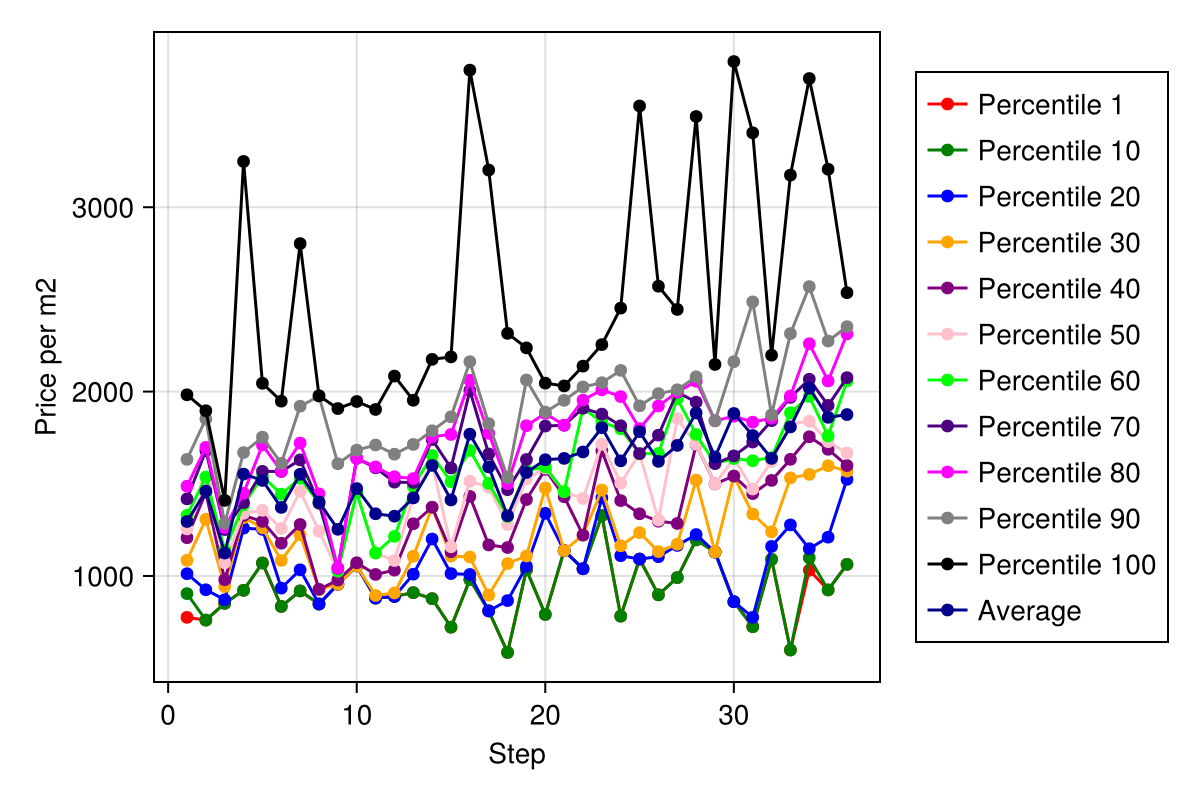 3000
2000
1000
Price per m2
0
10
20
30
Step
Percentile 1
Percentile 10
Percentile 20
Percentile 30
Percentile 40
Percentile 50
Percentile 60
Percentile 70
Percentile 80
Percentile 90
Percentile 100
Average